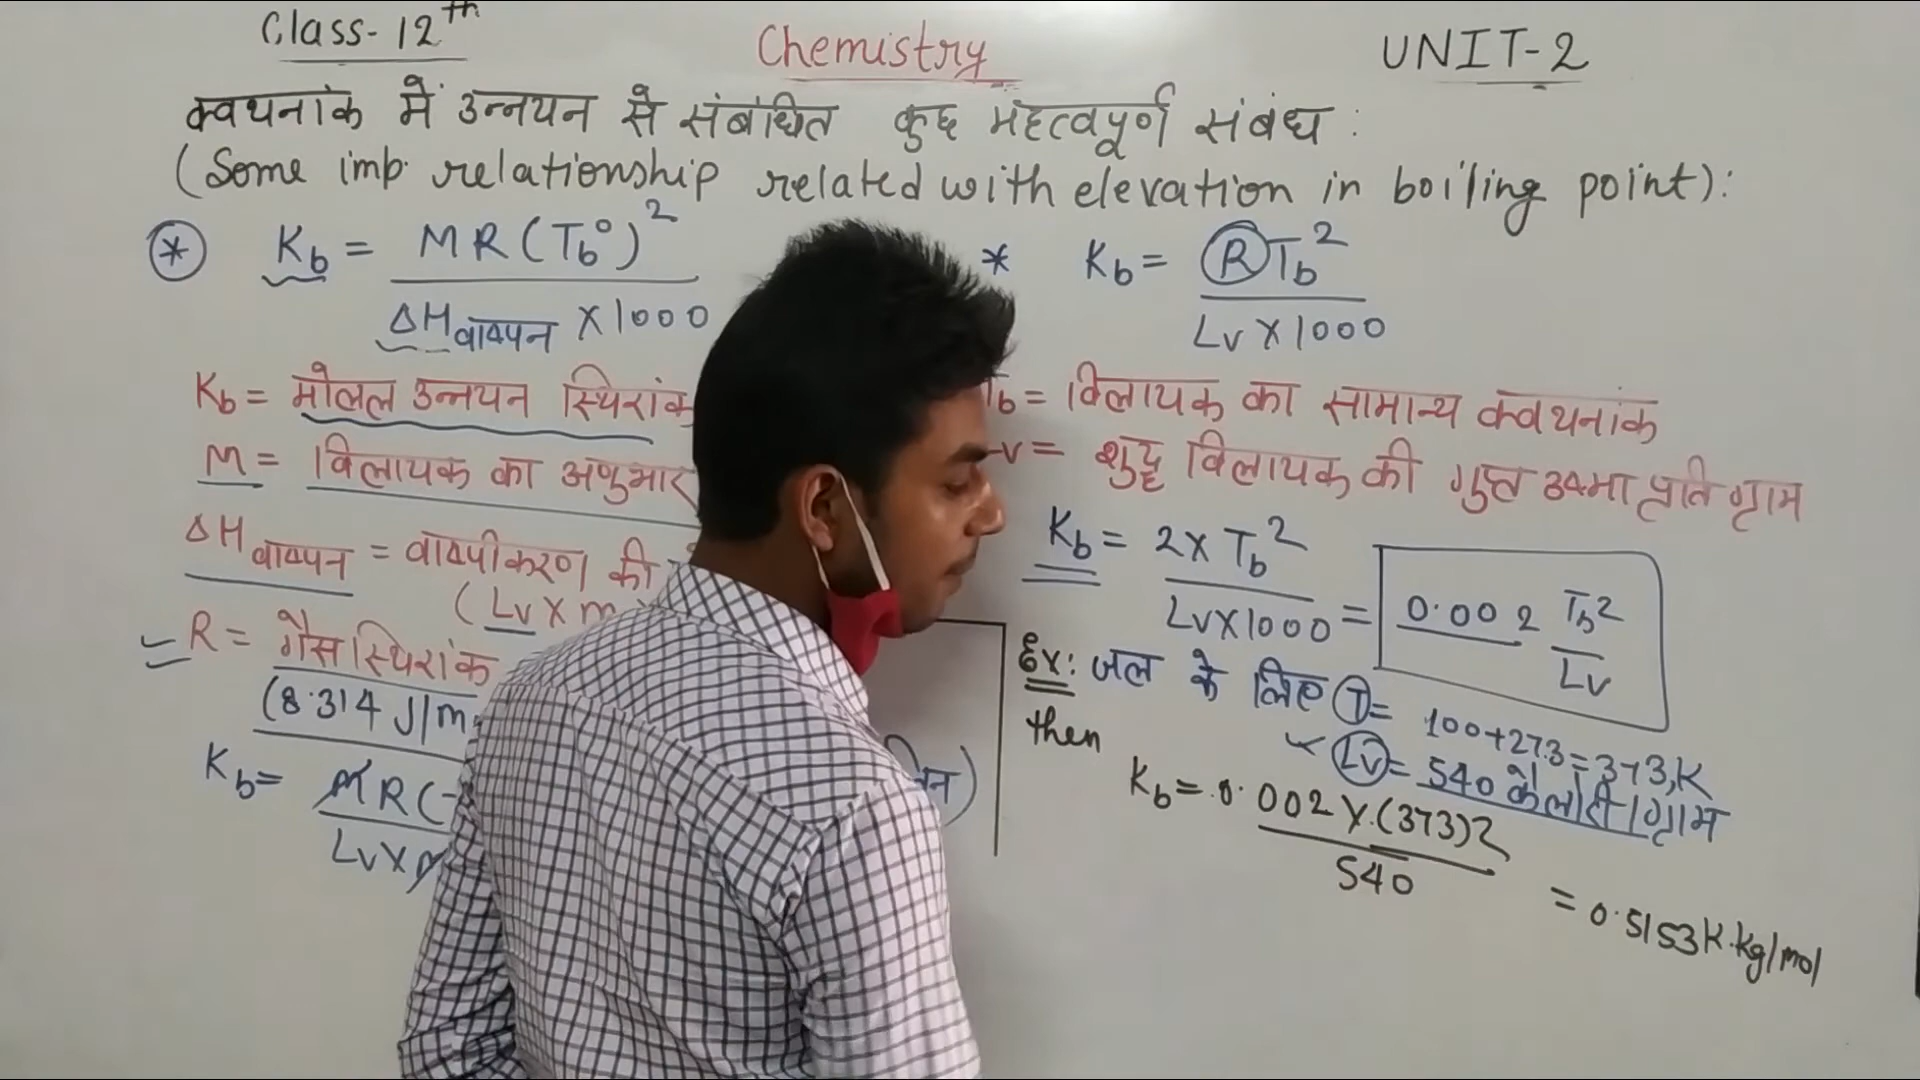 Class-12th
Chemistry
UNIT-2
क्वथनांक में उन्नयन से संबंधित कुछ महत्वपूर्ण संबंध :
(Some imp. relationship related with elevation in boiling point):
* Kb = MR(Tb°)² / ΔHवाष्पन X1000
* Kb = RTb² / Lv X1000
Kb = मोलल उन्नयन स्थिरांक
M = विलायक का अणुभार
ΔHवाष्पन = वाष्पीकरण की
(Lv x m
R = गैस स्थिरांक
(8.314 J/m
Kb = MR( / Lv x
b = विलायक का सामान्य क्वथनांक
v = शुद्ध विलायक की गुप्त ऊष्मा प्रति ग्राम
Kb = 2x Tb² / Lvx1000 = 0.002 Tb² / Lv
Ex: जल के लिए T = 100+273=373,K
Lv = 540 कैलोरी/ग्राम
then
Kb = 0.002 x (373)2 / 540
= 0.5153 K.Kg/mol